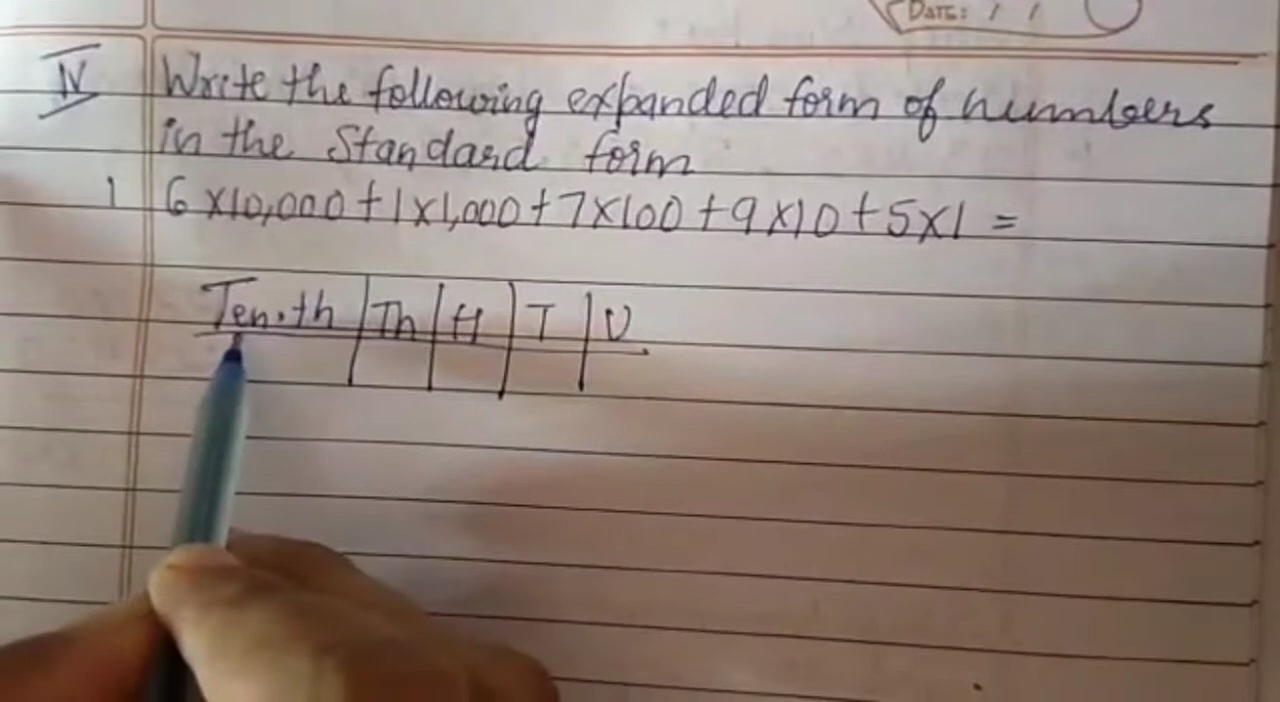 DATE: / /
IV Write the following expanded form of numbers
in the Standard form
1 6×10,000+1×1,000+7×100+9×10+5×1=
Ten.th | Th | H | T | U